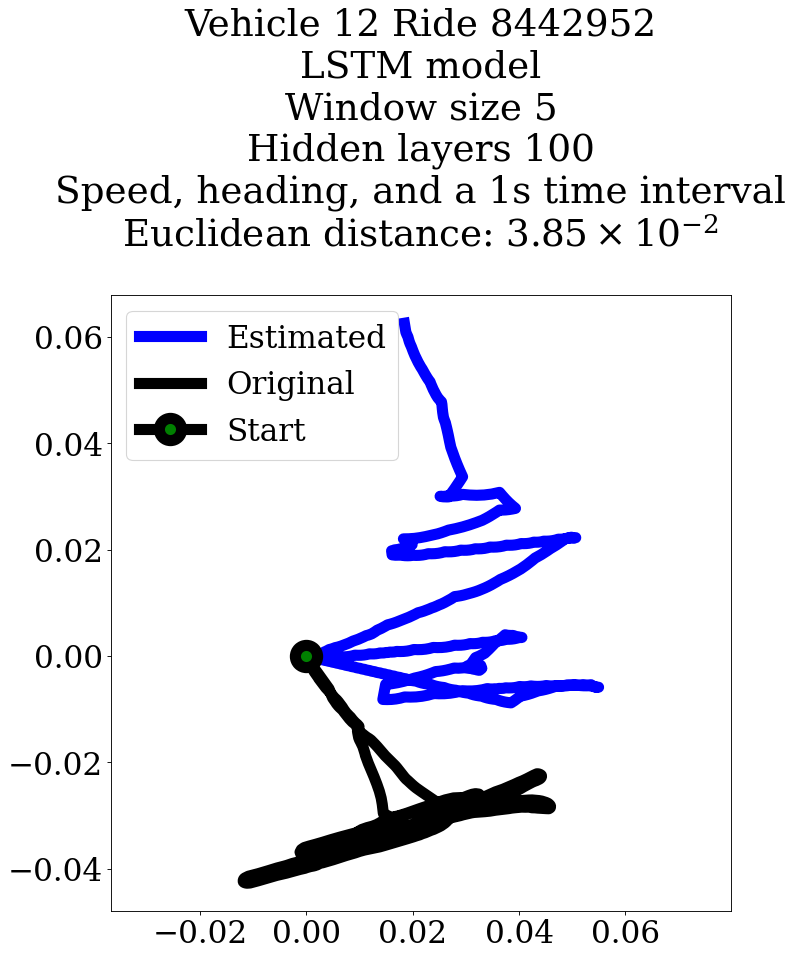 Vehicle 12 Ride 8442952
LSTM model
Window size 5
Hidden layers 100
Speed, heading, and a 1s time interval
Euclidean distance: 3.85 × 10⁻²
Estimated
Original
Start
0.06
0.04
0.02
0.00
−0.02
−0.04
−0.02 0.00 0.02 0.04 0.06